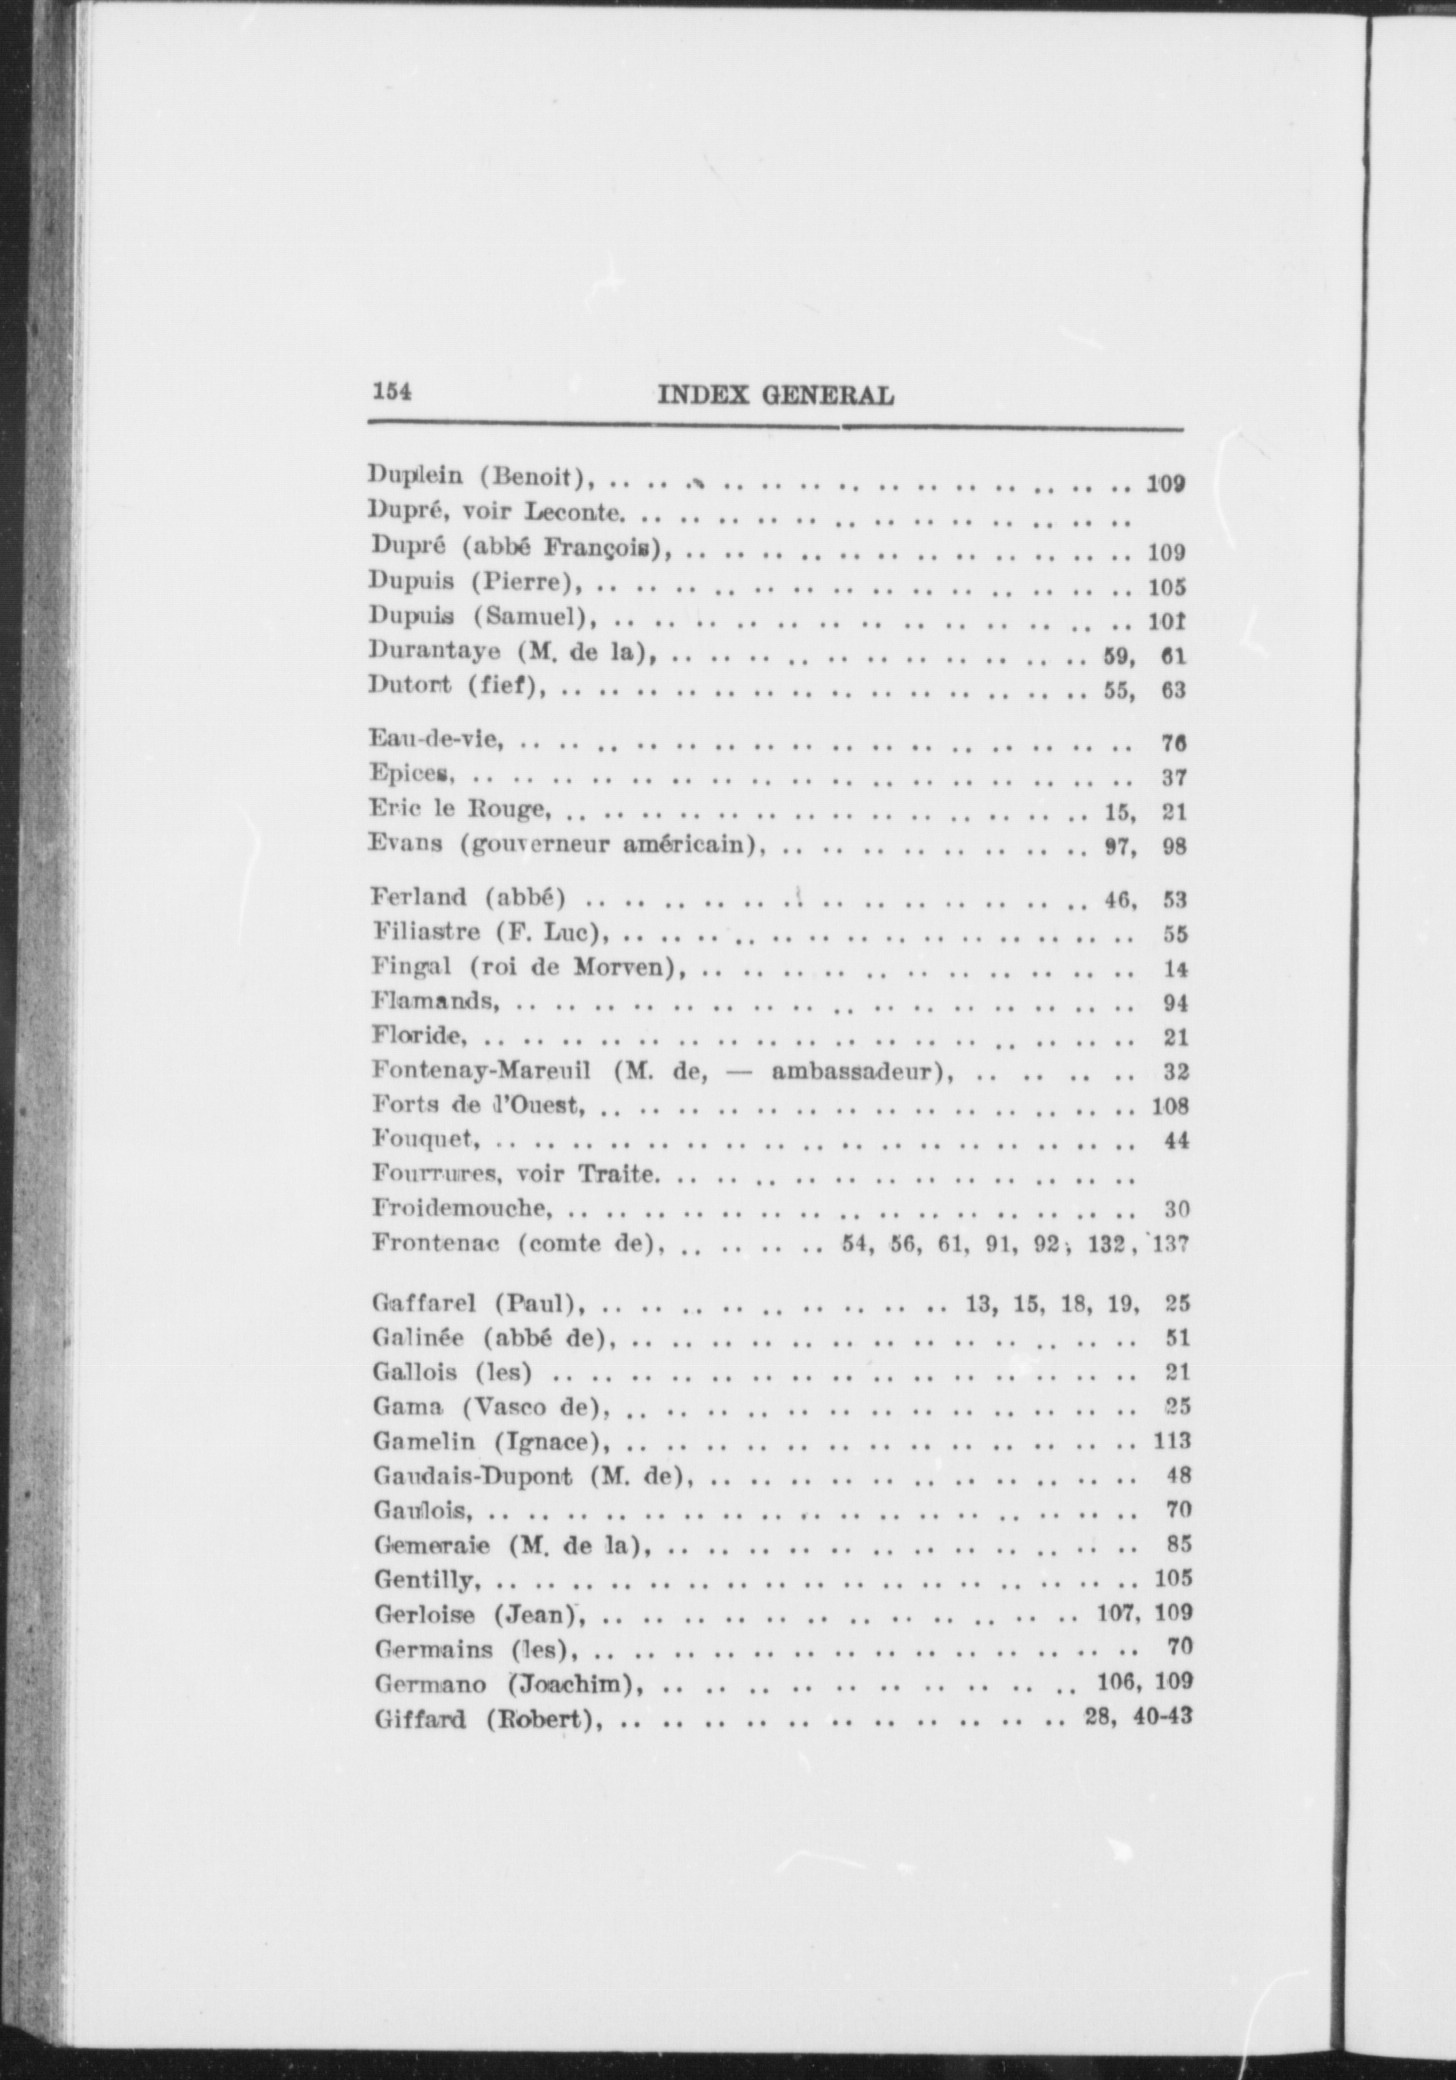 154 INDEX GENERAL
Duplein (Benoit), .. .. .. .. .. .. .. .. .. .. .. .. .. .. 109
Dupré, voir Leconte. .. .. .. .. .. .. .. .. .. .. .. .. ..
Dupré (abbé François), .. .. .. .. .. .. .. .. .. .. .. .. 109
Dupuis (Pierre), .. .. .. .. .. .. .. .. .. .. .. .. .. .. 105
Dupuis (Samuel), .. .. .. .. .. .. .. .. .. .. .. .. .. 101
Durantaye (M. de la), .. .. .. .. .. .. .. .. .. .. .. 59, 61
Dutort (fief), .. .. .. .. .. .. .. .. .. .. .. .. .. .. 55, 63
Eau-de-vie, .. .. .. .. .. .. .. .. .. .. .. .. .. .. .. .. 76
Epices, .. .. .. .. .. .. .. .. .. .. .. .. .. .. .. .. .. 37
Eric le Rouge, .. .. .. .. .. .. .. .. .. .. .. .. .. .. 15, 21
Evans (gouverneur américain), .. .. .. .. .. .. .. .. 97, 98
Ferland (abbé) .. .. .. .. .. .. .. .. .. .. .. .. .. 46, 53
Filiastre (F. Luc), .. .. .. .. .. .. .. .. .. .. .. .. .. .. 55
Fingal (roi de Morven), .. .. .. .. .. .. .. .. .. .. .. 14
Flamands, .. .. .. .. .. .. .. .. .. .. .. .. .. .. .. .. 94
Floride, .. .. .. .. .. .. .. .. .. .. .. .. .. .. .. .. .. 21
Fontenay-Mareuil (M. de, — ambassadeur), .. .. .. .. .. 32
Forts de l'Ouest, .. .. .. .. .. .. .. .. .. .. .. .. .. .. 108
Fouquet, .. .. .. .. .. .. .. .. .. .. .. .. .. .. .. .. .. 44
Fourrures, voir Traite. .. .. .. .. .. .. .. .. .. .. .. ..
Froidemouche, .. .. .. .. .. .. .. .. .. .. .. .. .. .. .. 30
Frontenac (comte de), .. .. .. .. 54, 56, 61, 91, 92, 132, 137
Gaffarel (Paul), .. .. .. .. .. .. .. .. .. 13, 15, 18, 19, 25
Galinée (abbé de), .. .. .. .. .. .. .. .. .. .. .. .. .. 51
Gallois (les) .. .. .. .. .. .. .. .. .. .. .. .. .. .. .. 21
Gama (Vasco de), .. .. .. .. .. .. .. .. .. .. .. .. .. 25
Gamelin (Ignace), .. .. .. .. .. .. .. .. .. .. .. .. .. 113
Gaudais-Dupont (M. de), .. .. .. .. .. .. .. .. .. .. .. 48
Gaulois, .. .. .. .. .. .. .. .. .. .. .. .. .. .. .. .. .. 70
Gemeraie (M. de la), .. .. .. .. .. .. .. .. .. .. .. .. 85
Gentilly, .. .. .. .. .. .. .. .. .. .. .. .. .. .. .. .. .. 105
Gerloise (Jean), .. .. .. .. .. .. .. .. .. .. .. .. 107, 109
Germains (les), .. .. .. .. .. .. .. .. .. .. .. .. .. .. 70
Germano (Joachim), .. .. .. .. .. .. .. .. .. .. 106, 109
Giffard (Robert), .. .. .. .. .. .. .. .. .. .. .. 28, 40-43